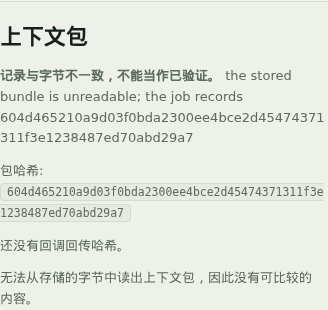 上下文包
记录与字节不一致，不能当作已验证。 the stored
bundle is unreadable; the job records
604d465210a9d03f0bda2300ee4bce2d45474371
311f3e1238487ed70abd29a7
包哈希:
604d465210a9d03f0bda2300ee4bce2d45474371311f3e
1238487ed70abd29a7
还没有回调回传哈希。
无法从存储的字节中读出上下文包，因此没有可比较的
内容。